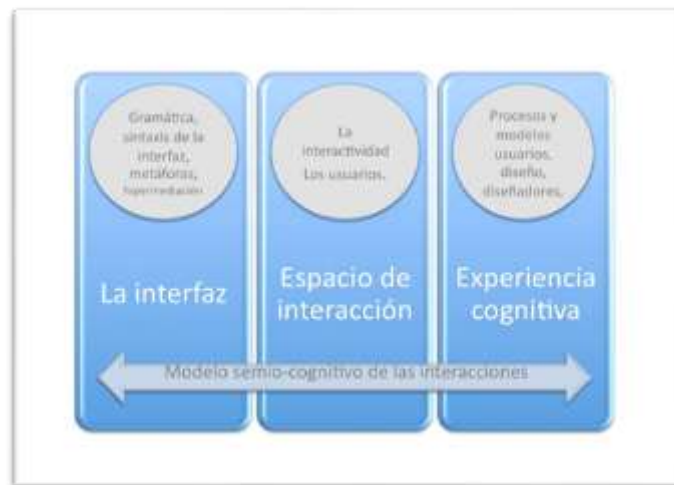 Gramática,
sintaxis de la
interfaz,
metáforas,
hipermediación
La interfaz
La
interactividad
Los usuarios.
Espacio de
interacción
Procesos y
modelos
usuarios,
diseño,
diseñadores.
Experiencia
cognitiva
Modelo semio-cognitivo de las interacciones